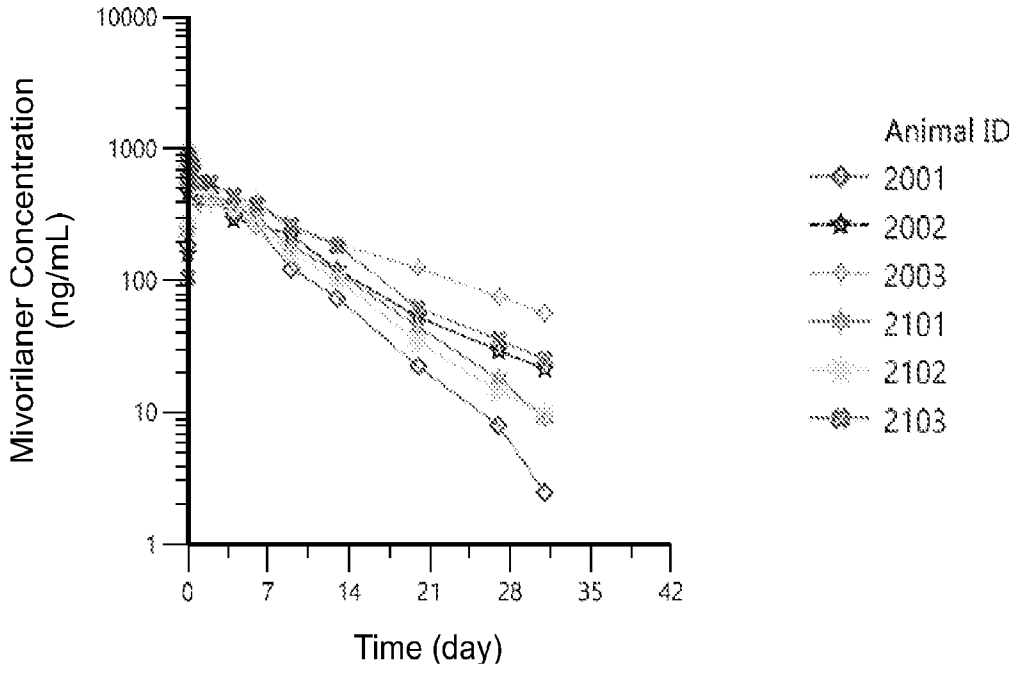 10000
1000
100
10
1
0 7 14 21 28 35 42
Mivorilaner Concentration
(ng/mL)
Time (day)
Animal ID
2001
2002
2003
2101
2102
2103